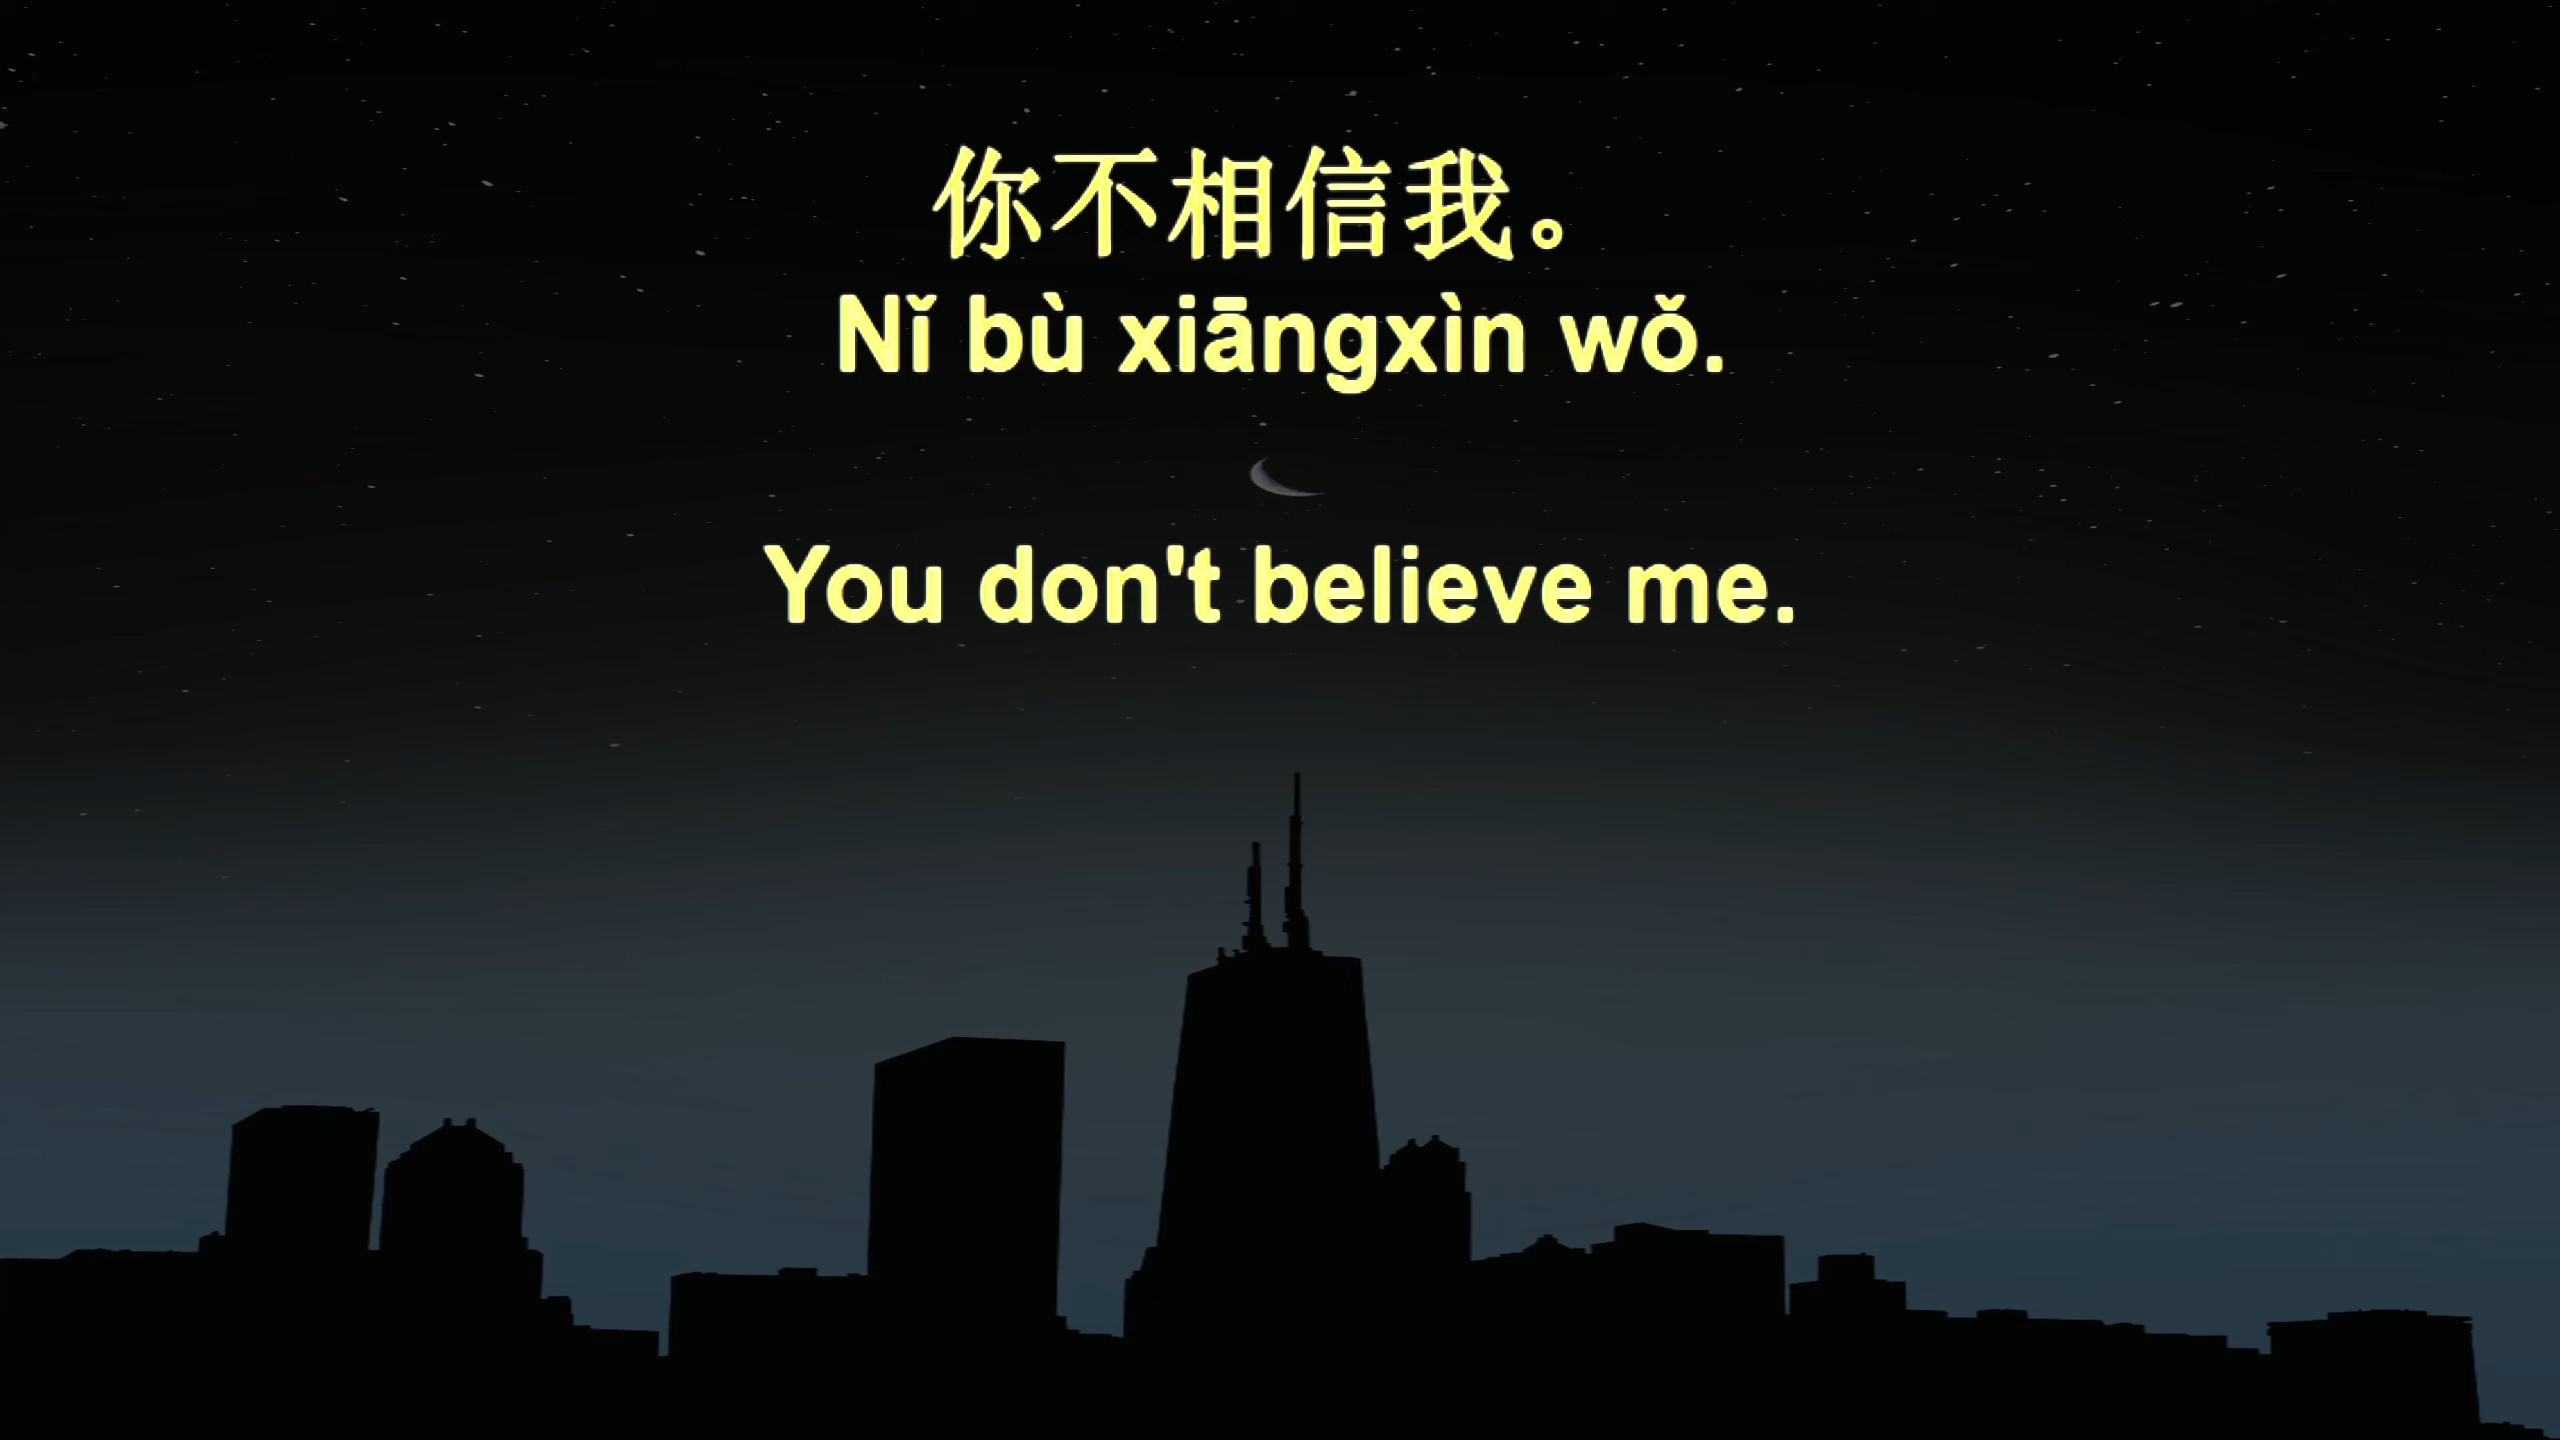 你不相信我。
Nǐ bù xiāngxìn wǒ.
You don't believe me.